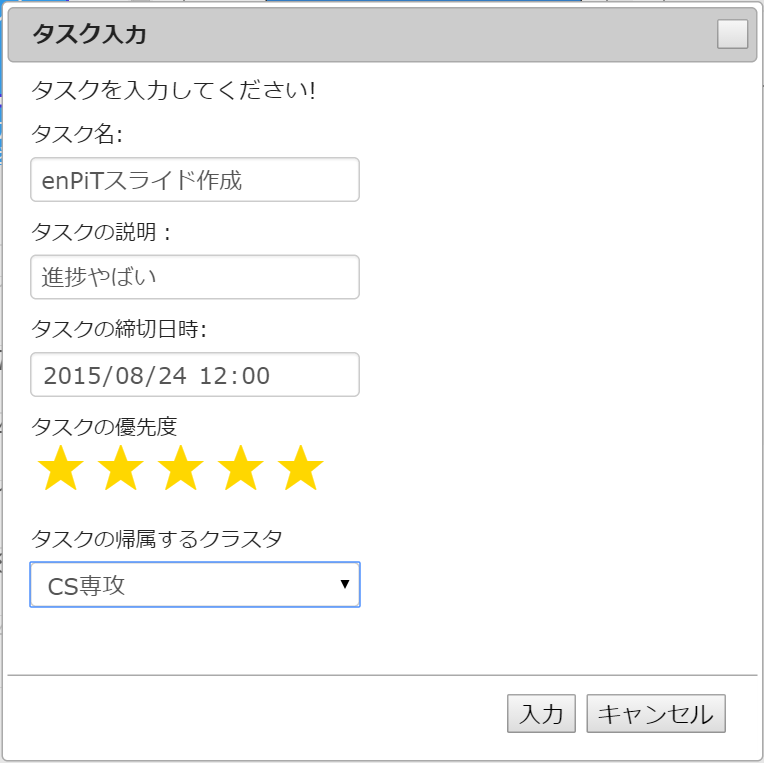 タスク入力
タスクを入力してください!
タスク名:
enPiTスライド作成
タスクの説明 :
進捗やばい
タスクの締切日時:
2015/08/24 12:00
タスクの優先度
タスクの帰属するクラスタ
CS専攻
入力 キャンセル